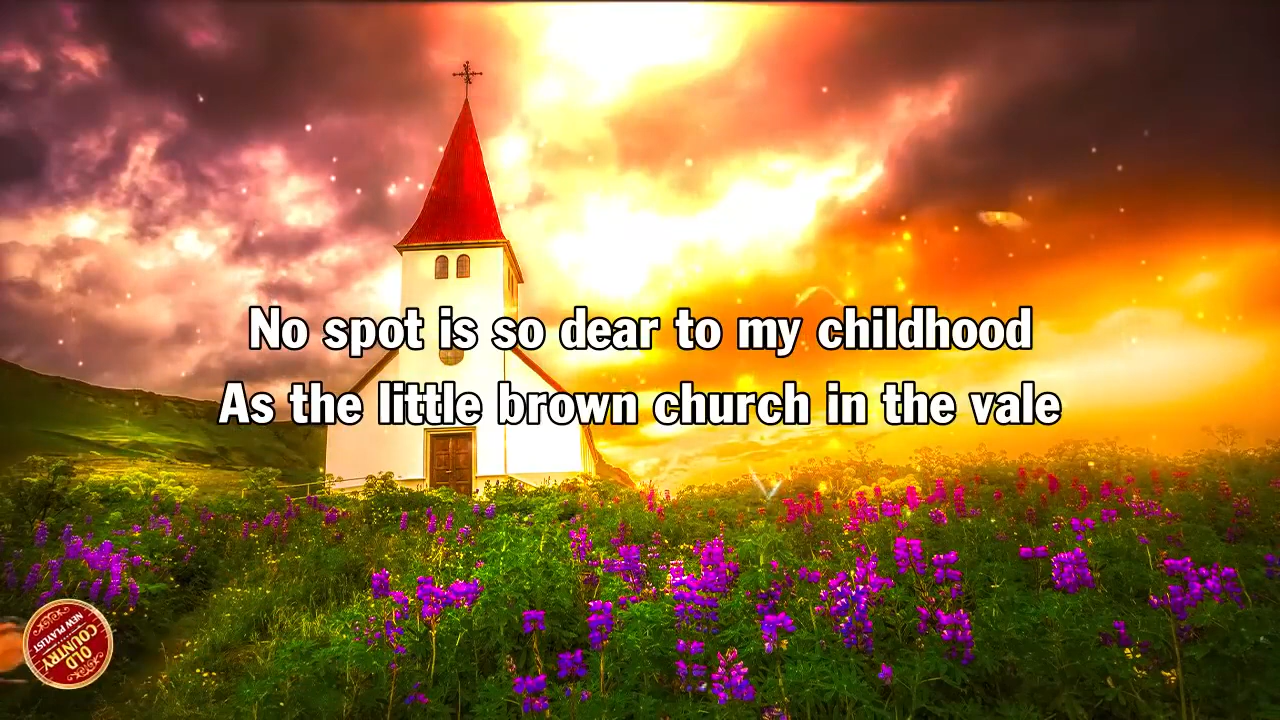 No spot is so dear to my childhood
As the little brown church in the vale
OLD
COUNTRY
NEW PLAYLIST